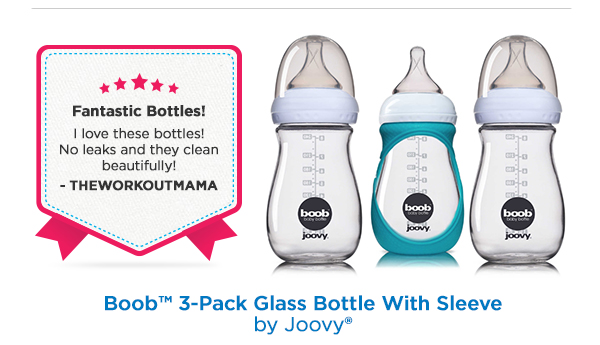 Fantastic Bottles!
I love these bottles!
No leaks and they clean
beautifully!
- THEWORKOUTMAMA
boob
baby bottle
joovy
boob
baby bottle
joovy
boob
baby bottle
joovy
Boob™ 3-Pack Glass Bottle With Sleeve
by Joovy®